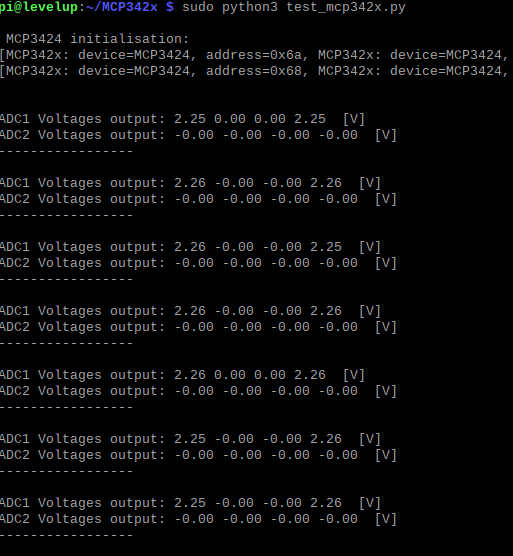 pi@levelup:~/MCP342x $ sudo python3 test_mcp342x.py
MCP3424 initialisation:
[MCP342x: device=MCP3424, address=0x6a, MCP342x: device=MCP3424,
[MCP342x: device=MCP3424, address=0x68, MCP342x: device=MCP3424,
ADC1 Voltages output: 2.25 0.00 0.00 2.25  [V]
ADC2 Voltages output: -0.00 -0.00 -0.00 -0.00  [V]
-----------------
ADC1 Voltages output: 2.26 -0.00 -0.00 2.26  [V]
ADC2 Voltages output: -0.00 -0.00 -0.00 -0.00  [V]
-----------------
ADC1 Voltages output: 2.26 -0.00 -0.00 2.25  [V]
ADC2 Voltages output: -0.00 -0.00 -0.00 -0.00  [V]
-----------------
ADC1 Voltages output: 2.26 -0.00 -0.00 2.26  [V]
ADC2 Voltages output: -0.00 -0.00 -0.00 -0.00  [V]
-----------------
ADC1 Voltages output: 2.26 0.00 0.00 2.26  [V]
ADC2 Voltages output: -0.00 -0.00 -0.00 -0.00  [V]
-----------------
ADC1 Voltages output: 2.25 -0.00 -0.00 2.26  [V]
ADC2 Voltages output: -0.00 -0.00 -0.00 -0.00  [V]
-----------------
ADC1 Voltages output: 2.25 -0.00 -0.00 2.26  [V]
ADC2 Voltages output: -0.00 -0.00 -0.00 -0.00  [V]
-----------------